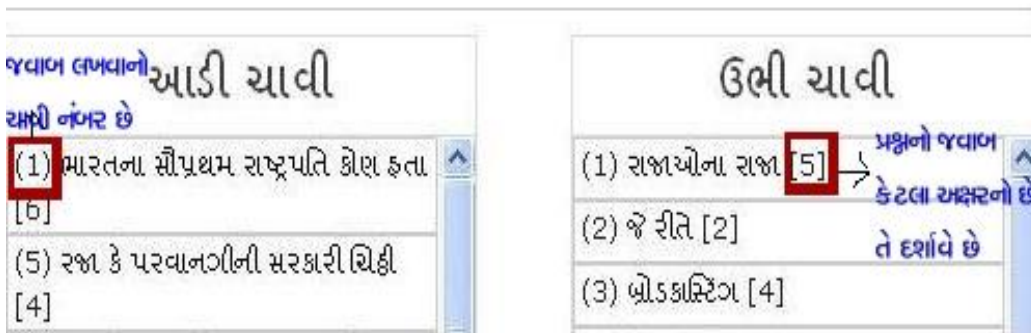 જવાબ લખવાનો
આડી ચાવી
ચાવી નંબર છે
(1) ભારતના સૌપ્રથમ રાષ્ટ્રપતિ કોણ હતા
[6]
(5) રજા કે પરવાનગીની સરકારી ચિઠ્ઠી
[4]
ઉભી ચાવી
(1) રાજાઓના રાજા [5]
પ્રશ્નનો જવાબ
કેટલા અક્ષરનો છે
તે દર્શાવે છે
(2) જે રીતે [2]
(3) બ્રોડકાસ્ટિંગ [4]